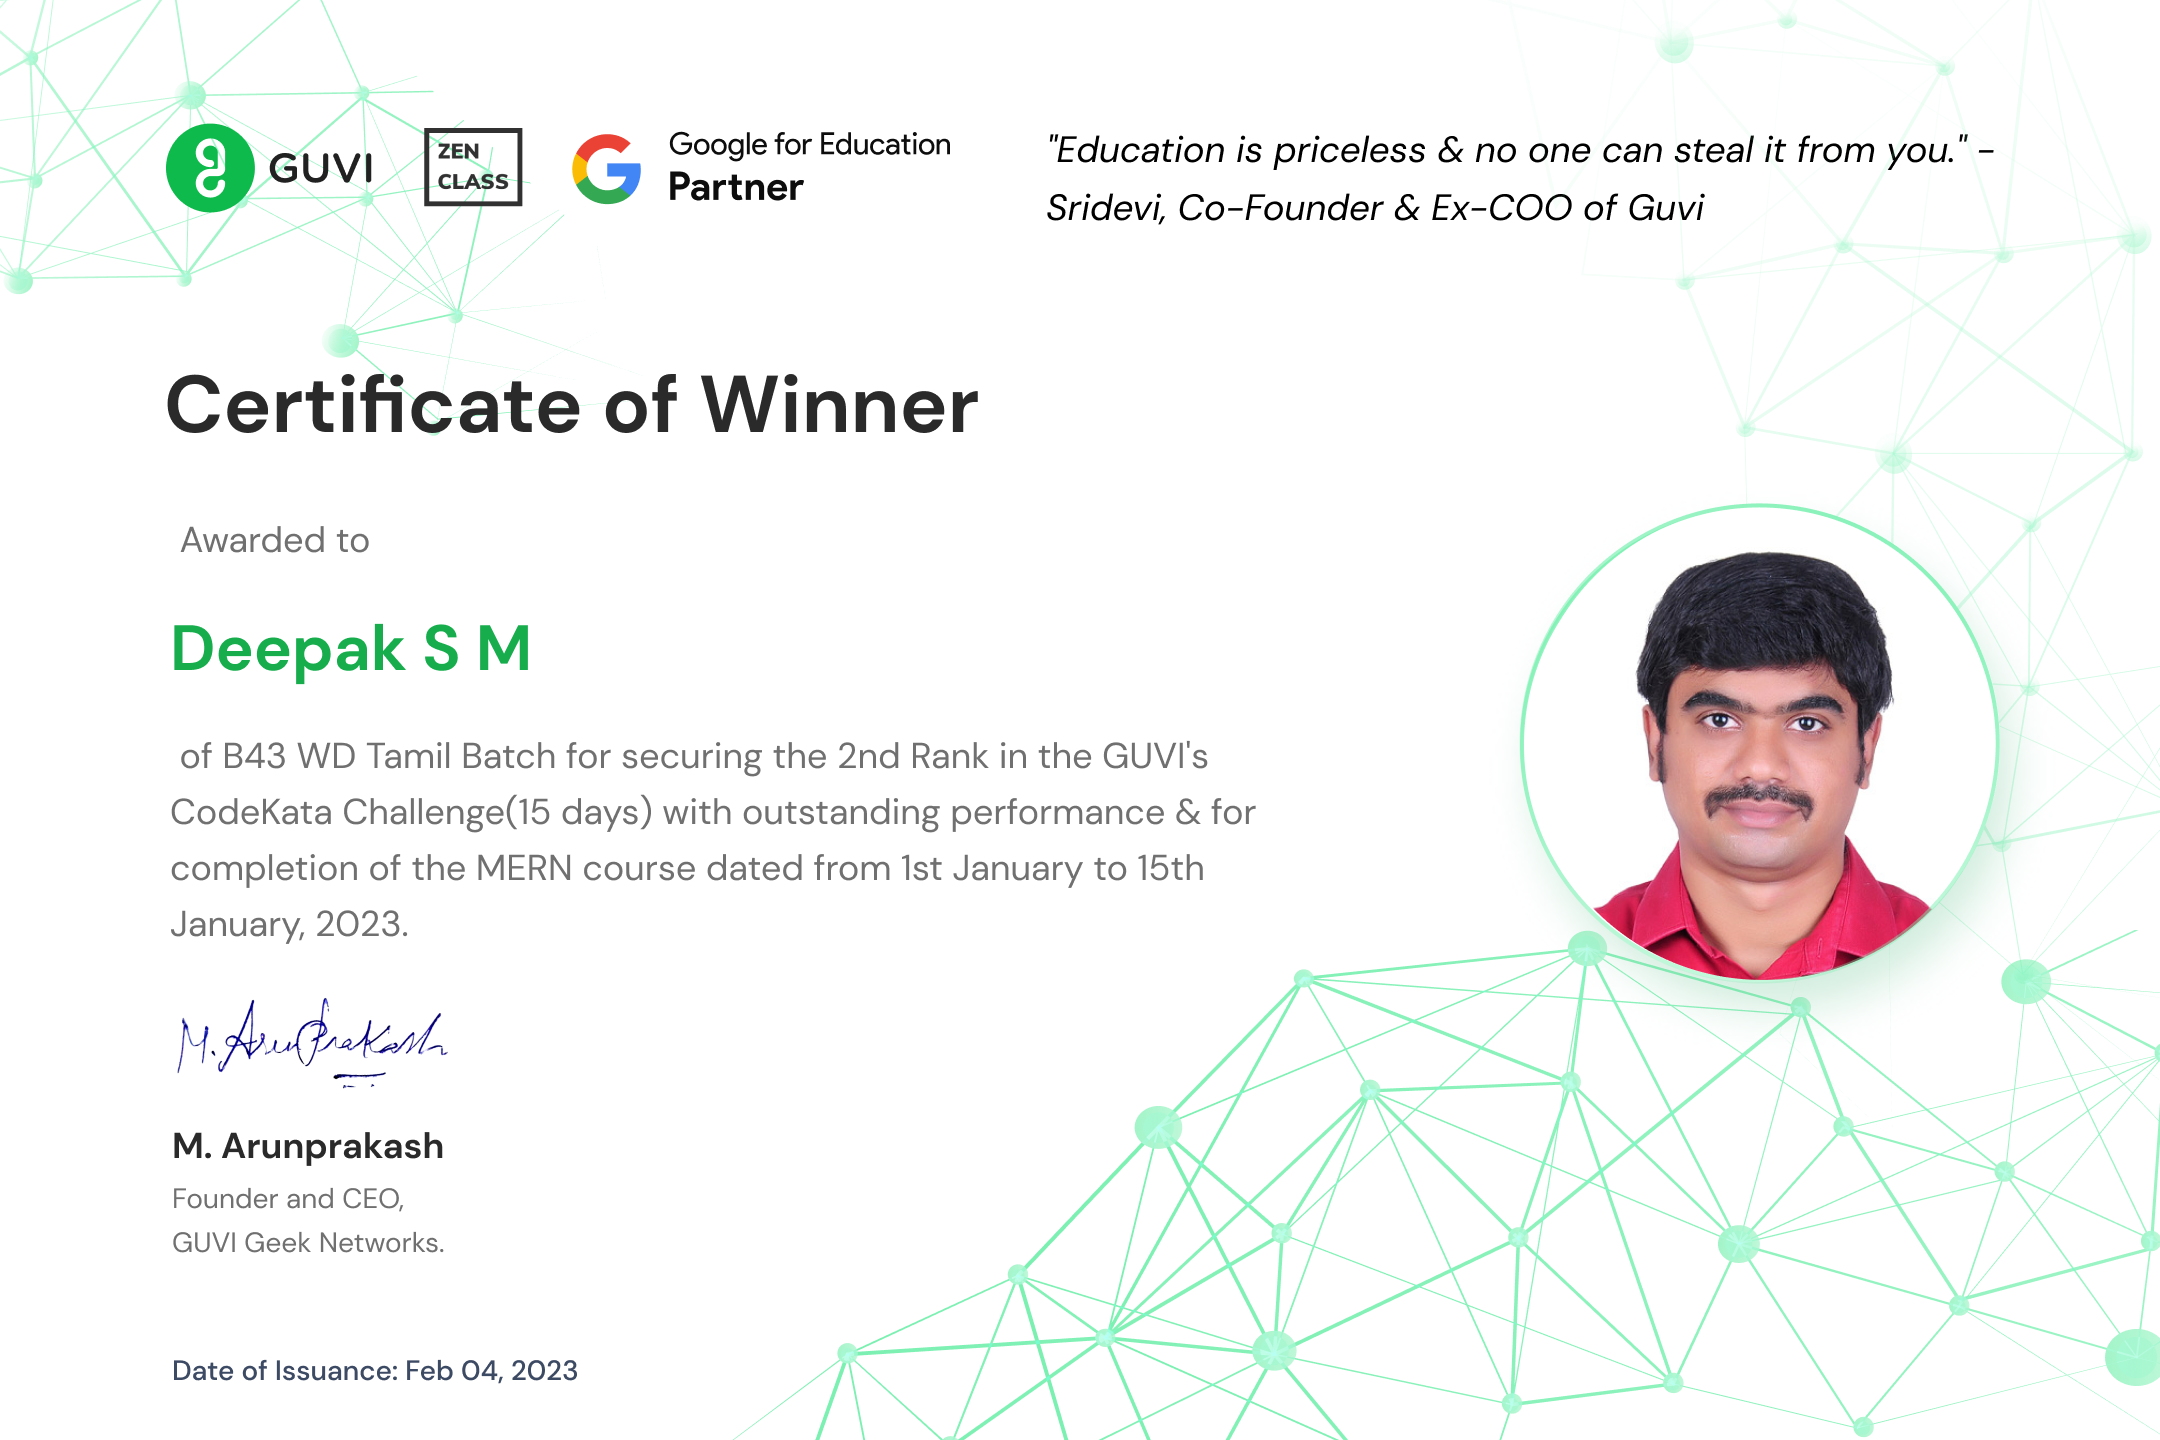 GUVI
ZEN
CLASS
Google for Education
Partner
"Education is priceless & no one can steal it from you." -
Sridevi, Co-Founder & Ex-COO of Guvi
Certificate of Winner
Awarded to
Deepak S M
of B43 WD Tamil Batch for securing the 2nd Rank in the GUVI's
CodeKata Challenge(15 days) with outstanding performance & for
completion of the MERN course dated from 1st January to 15th
January, 2023.
M. ArunPrakash
M. Arunprakash
Founder and CEO,
GUVI Geek Networks.
Date of Issuance: Feb 04, 2023